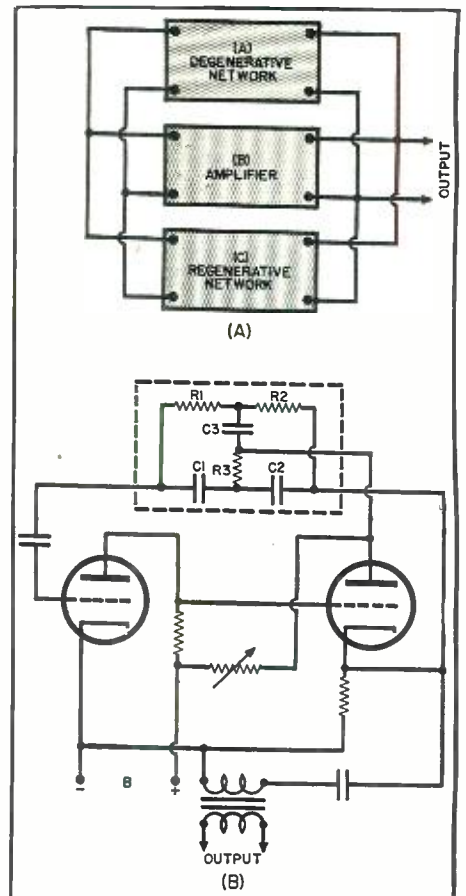 (A)
DEGENERATIVE
NETWORK
(B)
AMPLIFIER
OUTPUT
(C)
REGENERATIVE
NETWORK
(A)
R1
R2
C3
C1
R3
C2
- B +
OUTPUT
(B)